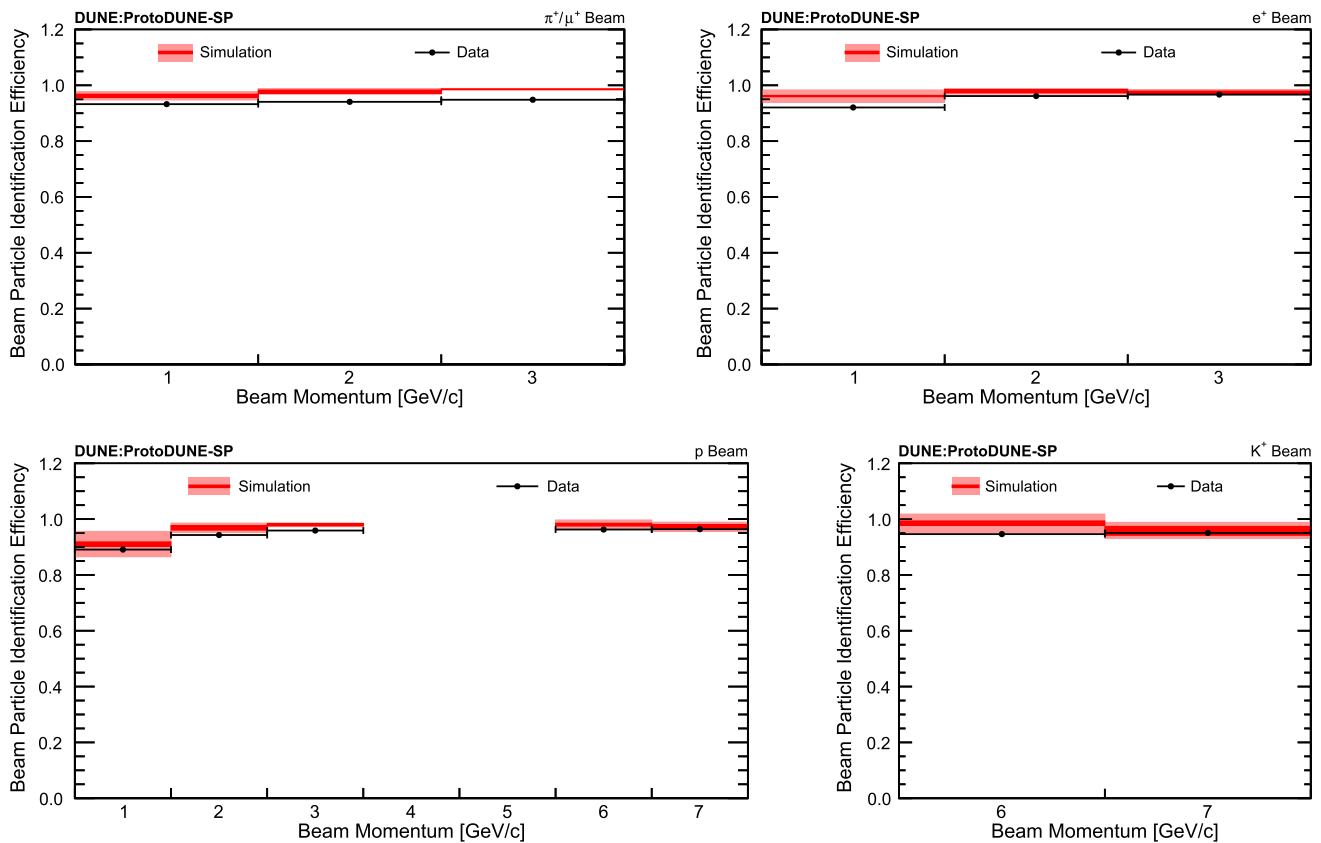 DUNE:ProtoDUNE-SP π⁺/μ⁺ Beam
Simulation Data
Beam Particle Identification Efficiency
1.2
1.0
0.8
0.6
0.4
0.2
0.0
1 2 3
Beam Momentum [GeV/c]
DUNE:ProtoDUNE-SP e⁺ Beam
Simulation Data
Beam Particle Identification Efficiency
1.2
1.0
0.8
0.6
0.4
0.2
0.0
1 2 3
Beam Momentum [GeV/c]
DUNE:ProtoDUNE-SP p Beam
Simulation Data
Beam Particle Identification Efficiency
1.2
1.0
0.8
0.6
0.4
0.2
0.0
1 2 3 4 5 6 7
Beam Momentum [GeV/c]
DUNE:ProtoDUNE-SP K⁺ Beam
Simulation Data
Beam Particle Identification Efficiency
1.2
1.0
0.8
0.6
0.4
0.2
0.0
6 7
Beam Momentum [GeV/c]